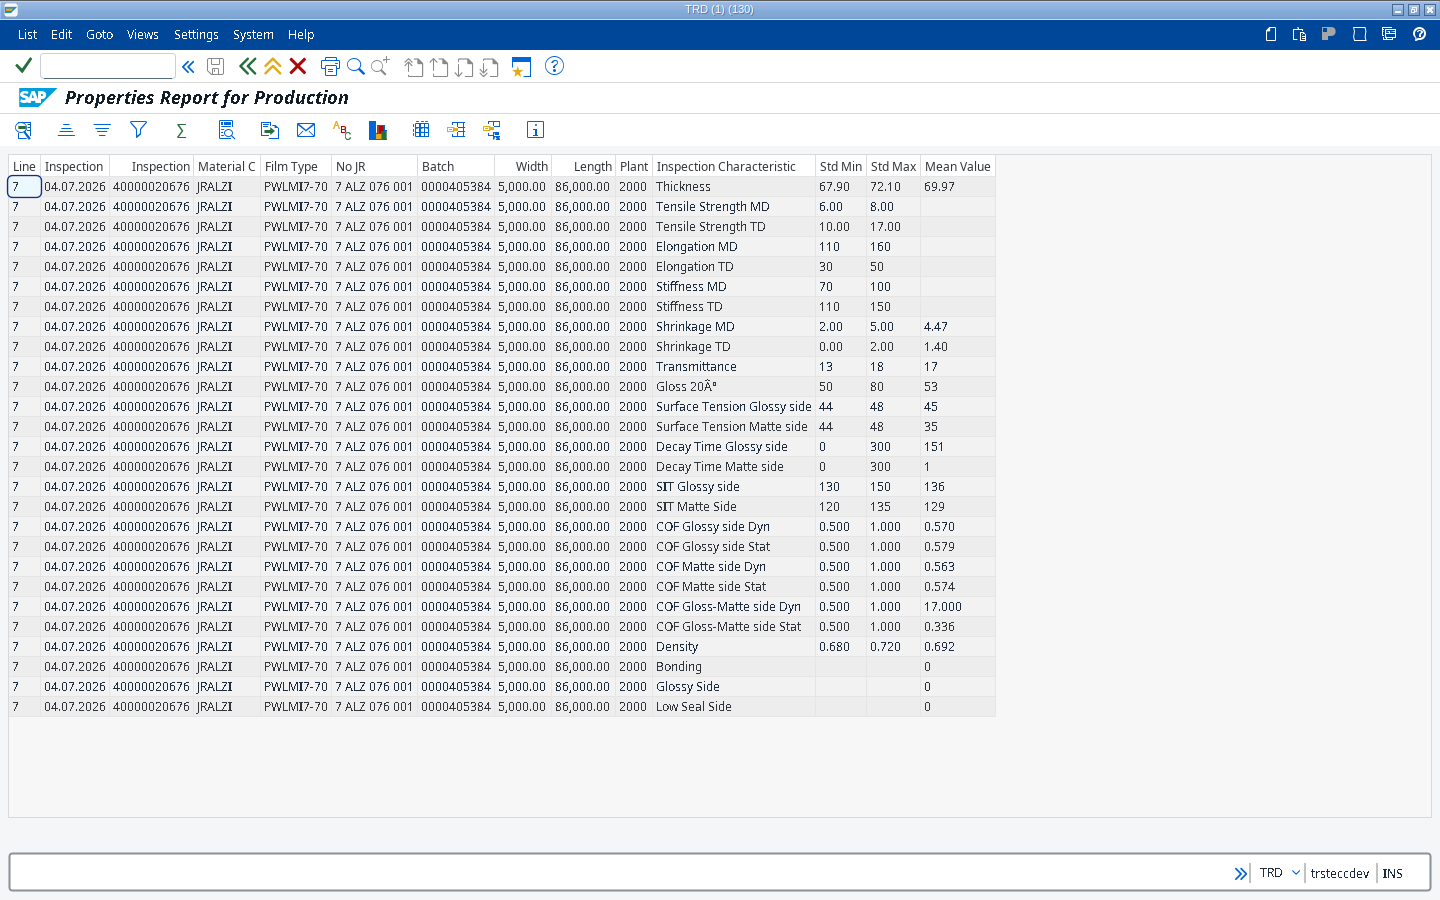 TRD (1) (130)
List Edit Goto Views Settings System Help
SAP Properties Report for Production
Line Inspection Inspection Material C Film Type No JR Batch Width Length Plant Inspection Characteristic Std Min Std Max Mean Value
7 04.07.2026 40000020676 JRALZI PWLMI7-70 7 ALZ 076 001 0000405384 5,000.00 86,000.00 2000 Thickness 67.90 72.10 69.97
7 04.07.2026 40000020676 JRALZI PWLMI7-70 7 ALZ 076 001 0000405384 5,000.00 86,000.00 2000 Tensile Strength MD 6.00 8.00
7 04.07.2026 40000020676 JRALZI PWLMI7-70 7 ALZ 076 001 0000405384 5,000.00 86,000.00 2000 Tensile Strength TD 10.00 17.00
7 04.07.2026 40000020676 JRALZI PWLMI7-70 7 ALZ 076 001 0000405384 5,000.00 86,000.00 2000 Elongation MD 110 160
7 04.07.2026 40000020676 JRALZI PWLMI7-70 7 ALZ 076 001 0000405384 5,000.00 86,000.00 2000 Elongation TD 30 50
7 04.07.2026 40000020676 JRALZI PWLMI7-70 7 ALZ 076 001 0000405384 5,000.00 86,000.00 2000 Stiffness MD 70 100
7 04.07.2026 40000020676 JRALZI PWLMI7-70 7 ALZ 076 001 0000405384 5,000.00 86,000.00 2000 Stiffness TD 110 150
7 04.07.2026 40000020676 JRALZI PWLMI7-70 7 ALZ 076 001 0000405384 5,000.00 86,000.00 2000 Shrinkage MD 2.00 5.00 4.47
7 04.07.2026 40000020676 JRALZI PWLMI7-70 7 ALZ 076 001 0000405384 5,000.00 86,000.00 2000 Shrinkage TD 0.00 2.00 1.40
7 04.07.2026 40000020676 JRALZI PWLMI7-70 7 ALZ 076 001 0000405384 5,000.00 86,000.00 2000 Transmittance 13 18 17
7 04.07.2026 40000020676 JRALZI PWLMI7-70 7 ALZ 076 001 0000405384 5,000.00 86,000.00 2000 Gloss 20Âº 50 80 53
7 04.07.2026 40000020676 JRALZI PWLMI7-70 7 ALZ 076 001 0000405384 5,000.00 86,000.00 2000 Surface Tension Glossy side 44 48 45
7 04.07.2026 40000020676 JRALZI PWLMI7-70 7 ALZ 076 001 0000405384 5,000.00 86,000.00 2000 Surface Tension Matte side 44 48 35
7 04.07.2026 40000020676 JRALZI PWLMI7-70 7 ALZ 076 001 0000405384 5,000.00 86,000.00 2000 Decay Time Glossy side 0 300 151
7 04.07.2026 40000020676 JRALZI PWLMI7-70 7 ALZ 076 001 0000405384 5,000.00 86,000.00 2000 Decay Time Matte side 0 300 1
7 04.07.2026 40000020676 JRALZI PWLMI7-70 7 ALZ 076 001 0000405384 5,000.00 86,000.00 2000 SIT Glossy side 130 150 136
7 04.07.2026 40000020676 JRALZI PWLMI7-70 7 ALZ 076 001 0000405384 5,000.00 86,000.00 2000 SIT Matte Side 120 135 129
7 04.07.2026 40000020676 JRALZI PWLMI7-70 7 ALZ 076 001 0000405384 5,000.00 86,000.00 2000 COF Glossy side Dyn 0.500 1.000 0.570
7 04.07.2026 40000020676 JRALZI PWLMI7-70 7 ALZ 076 001 0000405384 5,000.00 86,000.00 2000 COF Glossy side Stat 0.500 1.000 0.579
7 04.07.2026 40000020676 JRALZI PWLMI7-70 7 ALZ 076 001 0000405384 5,000.00 86,000.00 2000 COF Matte side Dyn 0.500 1.000 0.563
7 04.07.2026 40000020676 JRALZI PWLMI7-70 7 ALZ 076 001 0000405384 5,000.00 86,000.00 2000 COF Matte side Stat 0.500 1.000 0.574
7 04.07.2026 40000020676 JRALZI PWLMI7-70 7 ALZ 076 001 0000405384 5,000.00 86,000.00 2000 COF Gloss-Matte side Dyn 0.500 1.000 17.000
7 04.07.2026 40000020676 JRALZI PWLMI7-70 7 ALZ 076 001 0000405384 5,000.00 86,000.00 2000 COF Gloss-Matte side Stat 0.500 1.000 0.336
7 04.07.2026 40000020676 JRALZI PWLMI7-70 7 ALZ 076 001 0000405384 5,000.00 86,000.00 2000 Density 0.680 0.720 0.692
7 04.07.2026 40000020676 JRALZI PWLMI7-70 7 ALZ 076 001 0000405384 5,000.00 86,000.00 2000 Bonding 0
7 04.07.2026 40000020676 JRALZI PWLMI7-70 7 ALZ 076 001 0000405384 5,000.00 86,000.00 2000 Glossy Side 0
7 04.07.2026 40000020676 JRALZI PWLMI7-70 7 ALZ 076 001 0000405384 5,000.00 86,000.00 2000 Low Seal Side 0
TRD trsteccdev INS